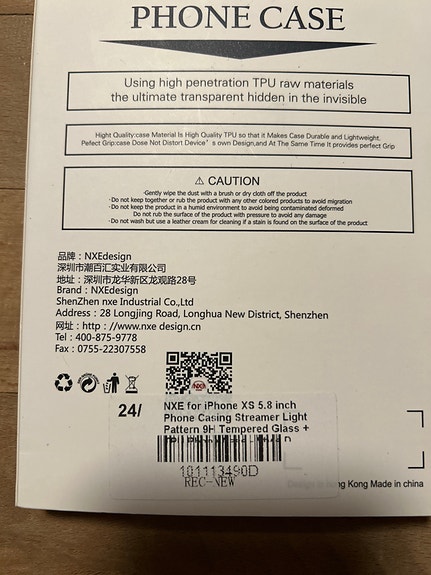 PHONE CASE
Using high penetration TPU raw materials
the ultimate transparent hidden in the invisible
Hight Quality:case Material Is High Quality TPU so that it Makes Case Durable and Lightweight.
Pefect Grip:case Dose Not Distort Device's own Design,and At The Same Time It provides perfect Grip
⚠ CAUTION
·Gently wipe the dust with a brush or dry cloth off the product
·Do not keep together or rub the product with any other colored products to avoid migration
·Do not keep the product in a humid environment to avoid being contaminated deformed
Do not rub the surface of the product with pressure to avoid any damage
·Do not wash but use a leather cream for cleaning if a stain is found on the surface of the product
品牌：NXEdesign
深圳市潮百汇实业有限公司
地址：深圳市龙华新区龙观路28号
Brand：NXEdesign
ShenZhen nxe Industrial Co.,Ltd
Address：28 Longjing Road, Longhua New District, Shenzhen
网址：http：//www.nxe design.cn
Tel：400-875-9778
Fax：0755-22307558
nxe
24/
NXE for iPhone XS 5.8 inch
Phone Casing Streamer Light
Pattern 9H Tempered Glass +
101113490D
REC-NEW
Design in Hong Kong Made in china